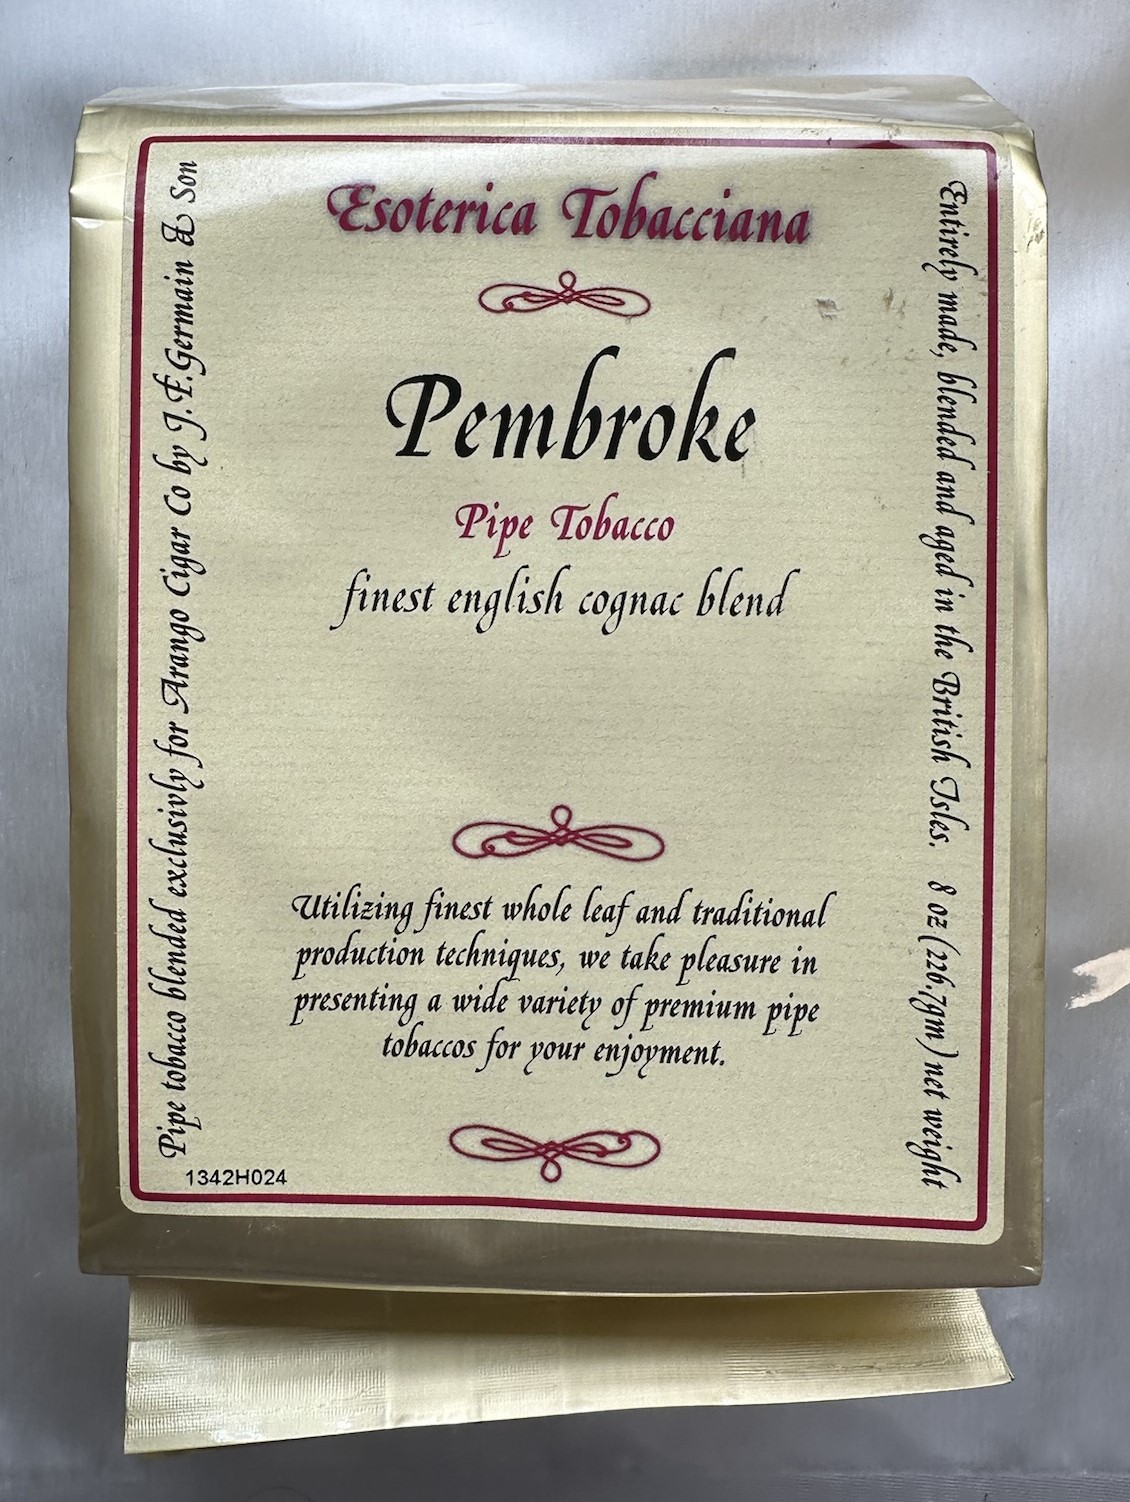 Esoterica Tobacciana
Pembroke
Pipe Tobacco
finest english cognac blend
Utilizing finest whole leaf and traditional
production techniques, we take pleasure in
presenting a wide variety of premium pipe
tobaccos for your enjoyment.
Pipe tobacco blended exclusivly for Arango Cigar Co by J.F.Germain & Son
Entirely made, blended and aged in the British Isles. 8 oz (226.7gm) net weight
1342H024